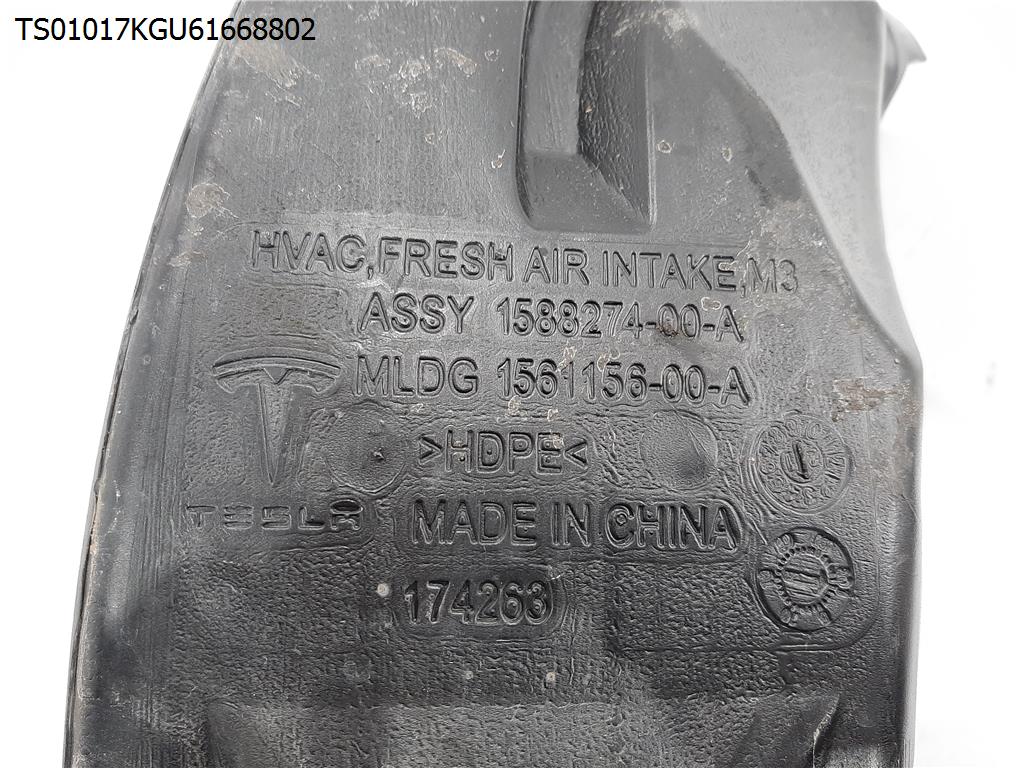 TS01017KGU61668802
HVAC,FRESH AIR INTAKE,M3
ASSY 1588274-00-A
MLDG 1561156-00-A
>HDPE<
TESLA
MADE IN CHINA
174263